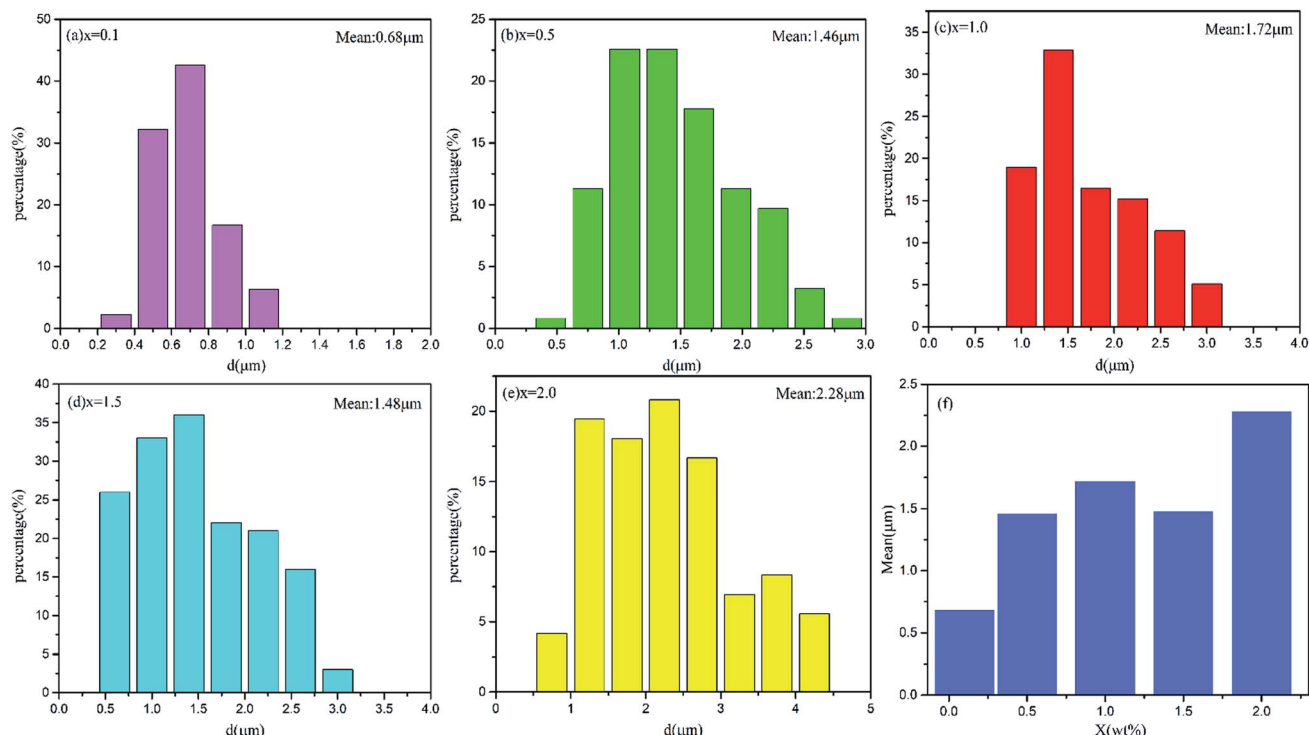 (a)x=0.1
Mean:0.68μm
percentage(%)
50
40
30
20
10
0
0.0 0.2 0.4 0.6 0.8 1.0 1.2 1.4 1.6 1.8 2.0
d(μm)
(b)x=0.5
Mean:1.46μm
percentage(%)
25
20
15
10
5
0
0.0 0.5 1.0 1.5 2.0 2.5 3.0
d(μm)
(c)x=1.0
Mean:1.72μm
percentage(%)
35
30
25
20
15
10
5
0
0.0 0.5 1.0 1.5 2.0 2.5 3.0 3.5 4.0
d(μm)
(d)x=1.5
Mean:1.48μm
percentage(%)
40
35
30
25
20
15
10
5
0
0.0 0.5 1.0 1.5 2.0 2.5 3.0 3.5 4.0
d(μm)
(e)x=2.0
Mean:2.28μm
percentage(%)
20
15
10
5
0
1 2 3 4 5
d(μm)
(f)
Mean(μm)
2.5
2.0
1.5
1.0
0.5
0.0
0.0 0.5 1.0 1.5 2.0
X(wt%)